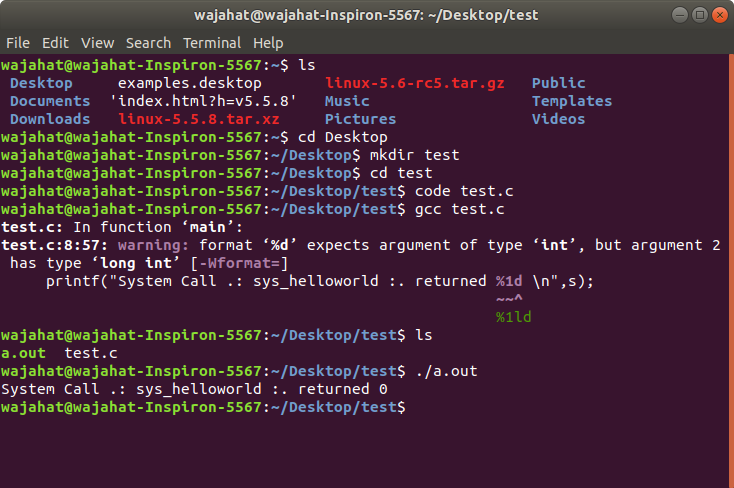 wajahat@wajahat-Inspiron-5567: ~/Desktop/test
File Edit View Search Terminal Help
wajahat@wajahat-Inspiron-5567:~$ ls
Desktop examples.desktop linux-5.6-rc5.tar.gz Public
Documents 'index.html?h=v5.5.8' Music Templates
Downloads linux-5.5.8.tar.xz Pictures Videos
wajahat@wajahat-Inspiron-5567:~$ cd Desktop
wajahat@wajahat-Inspiron-5567:~/Desktop$ mkdir test
wajahat@wajahat-Inspiron-5567:~/Desktop$ cd test
wajahat@wajahat-Inspiron-5567:~/Desktop/test$ code test.c
wajahat@wajahat-Inspiron-5567:~/Desktop/test$ gcc test.c
test.c: In function ‘main’:
test.c:8:57: warning: format ‘%d’ expects argument of type ‘int’, but argument 2
has type ‘long int’ [-Wformat=]
printf("System Call .: sys_helloworld :. returned %1d \n",s);
~~^
%1ld
wajahat@wajahat-Inspiron-5567:~/Desktop/test$ ls
a.out test.c
wajahat@wajahat-Inspiron-5567:~/Desktop/test$ ./a.out
System Call .: sys_helloworld :. returned 0
wajahat@wajahat-Inspiron-5567:~/Desktop/test$